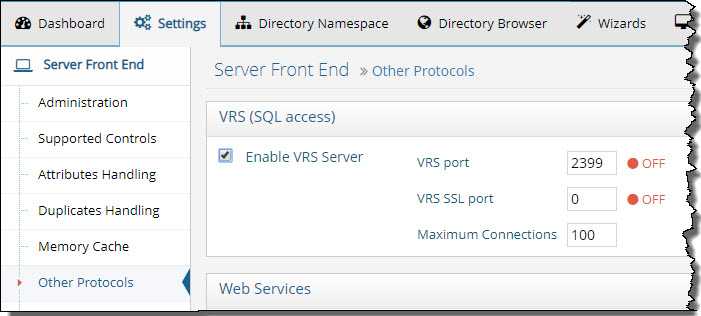 Dashboard Settings Directory Namespace Directory Browser Wizards
Server Front End
Administration
Supported Controls
Attributes Handling
Duplicates Handling
Memory Cache
Other Protocols
Server Front End » Other Protocols
VRS (SQL access)
Enable VRS Server
VRS port 2399 OFF
VRS SSL port 0 OFF
Maximum Connections 100
Web Services